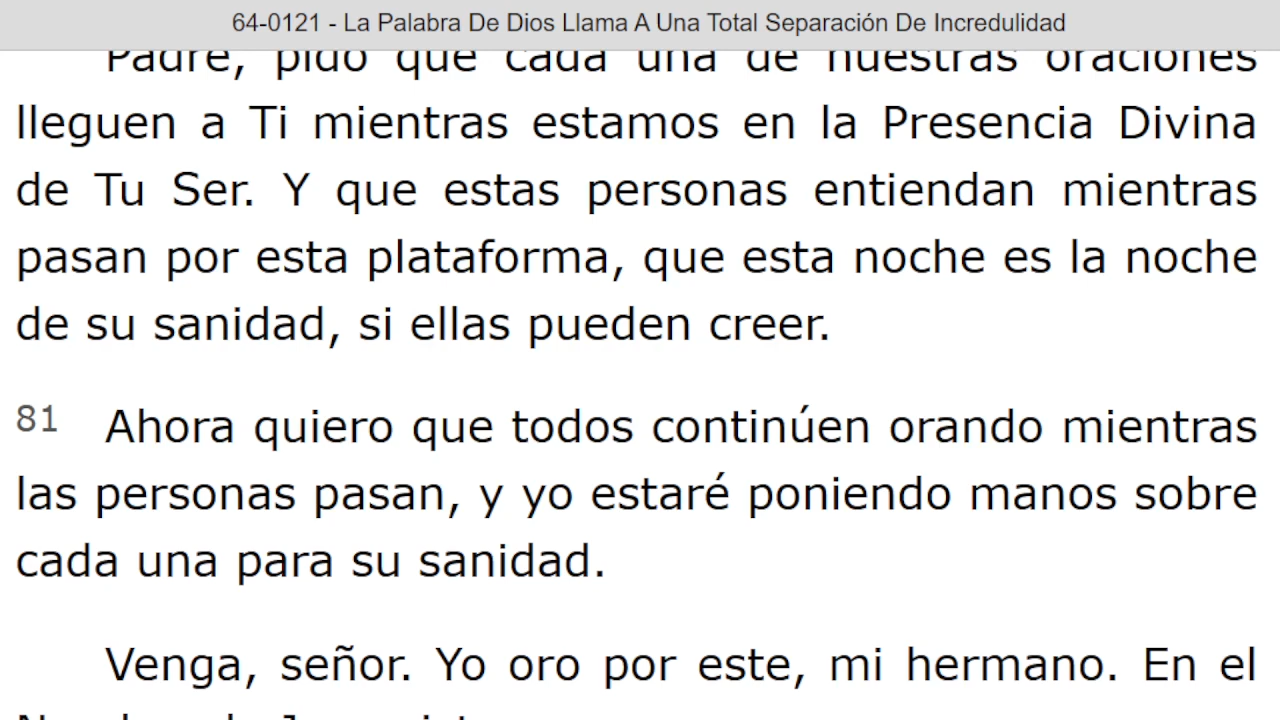 64-0121 - La Palabra De Dios Llama A Una Total Separación De Incredulidad
Padre, pido que cada una de nuestras oraciones
lleguen a Ti mientras estamos en la Presencia Divina
de Tu Ser. Y que estas personas entiendan mientras
pasan por esta plataforma, que esta noche es la noche
de su sanidad, si ellas pueden creer.
81 Ahora quiero que todos continúen orando mientras
las personas pasan, y yo estaré poniendo manos sobre
cada una para su sanidad.
Venga, señor. Yo oro por este, mi hermano. En el